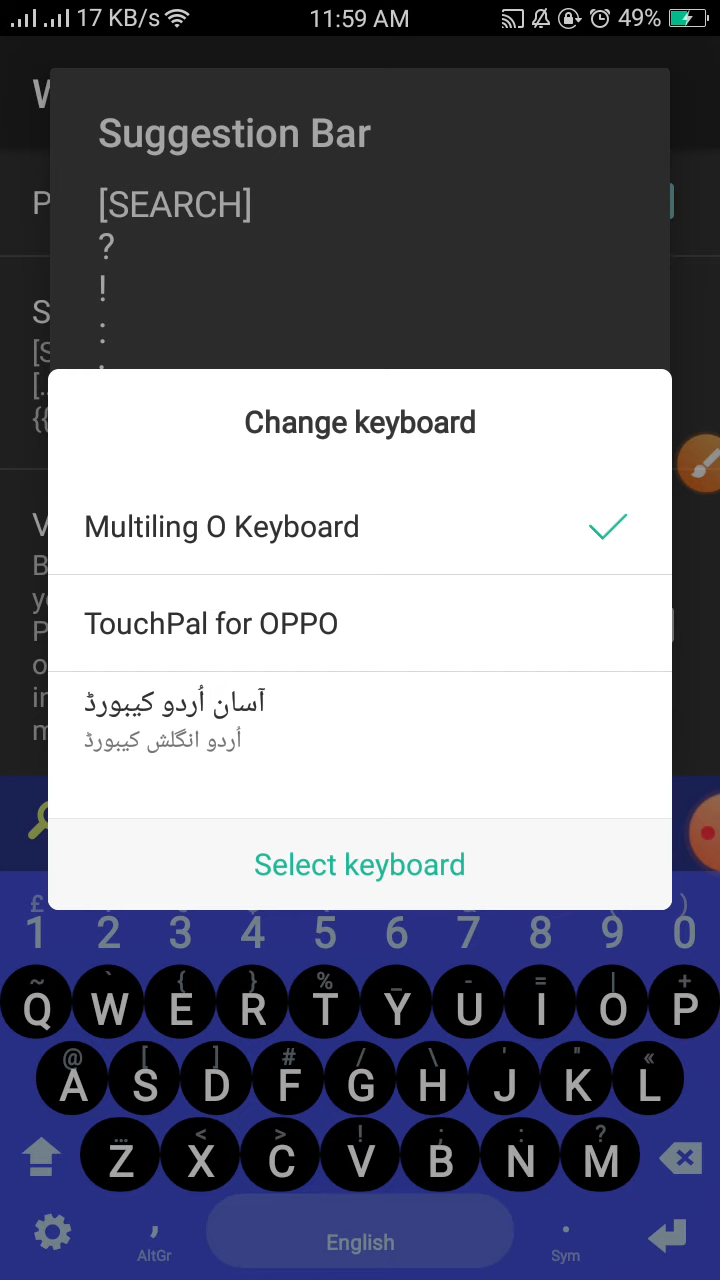 17 KB/s 11:59 AM 49%
W
Suggestion Bar
P
[SEARCH]
?
!
:
S
[S
[..
{{
Change keyboard
Multiling O Keyboard
V
B
TouchPal for OPPO
P
o
آسان اُردو کیبورڈ
اُردو انگلش کیبورڈ
Select keyboard
£ )
1 2 3 4 5 6 7 8 9 0
~ ` { } % _ - = | +
Q W E R T Y U I O P
@ [ ] # / \ ' " «
A S D F G H J K L
... < > ! ; : ?
Z X C V B N M
, English .
AltGr Sym